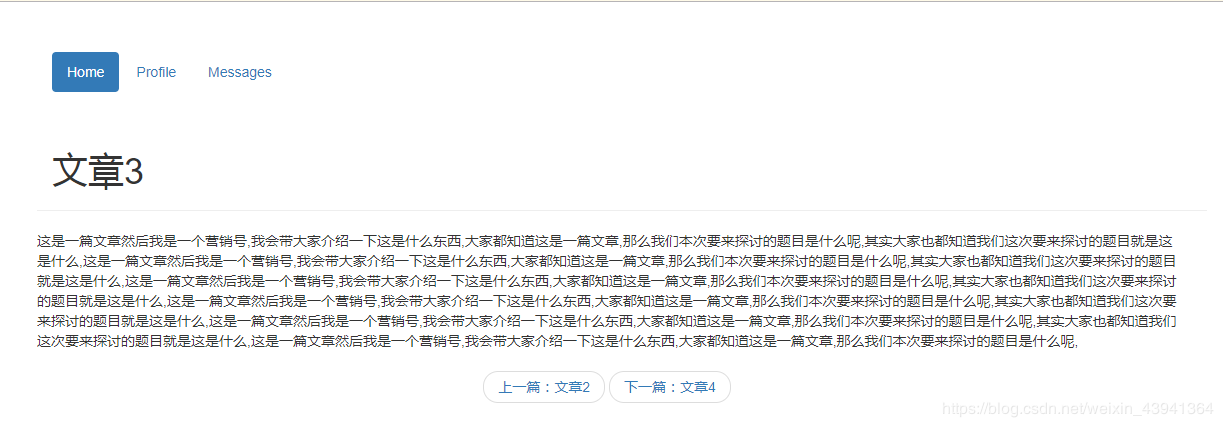 Home Profile Messages
文章3
这是一篇文章然后我是一个营销号,我会带大家介绍一下这是什么东西,大家都知道这是一篇文章,那么我们本次要来探讨的题目是什么呢,其实大家也都知道我们这次要来探讨的题目就是这
是什么,这是一篇文章然后我是一个营销号,我会带大家介绍一下这是什么东西,大家都知道这是一篇文章,那么我们本次要来探讨的题目是什么呢,其实大家也都知道我们这次要来探讨的题目
就是这是什么,这是一篇文章然后我是一个营销号,我会带大家介绍一下这是什么东西,大家都知道这是一篇文章,那么我们本次要来探讨的题目是什么呢,其实大家也都知道我们这次要来探讨
的题目就是这是什么,这是一篇文章然后我是一个营销号,我会带大家介绍一下这是什么东西,大家都知道这是一篇文章,那么我们本次要来探讨的题目是什么呢,其实大家也都知道我们这次要
来探讨的题目就是这是什么,这是一篇文章然后我是一个营销号,我会带大家介绍一下这是什么东西,大家都知道这是一篇文章,那么我们本次要来探讨的题目是什么呢,其实大家也都知道我们
这次要来探讨的题目就是这是什么,这是一篇文章然后我是一个营销号,我会带大家介绍一下这是什么东西,大家都知道这是一篇文章,那么我们本次要来探讨的题目是什么呢,
上一篇：文章2 下一篇：文章4
https://blog.csdn.net/weixin_43941364